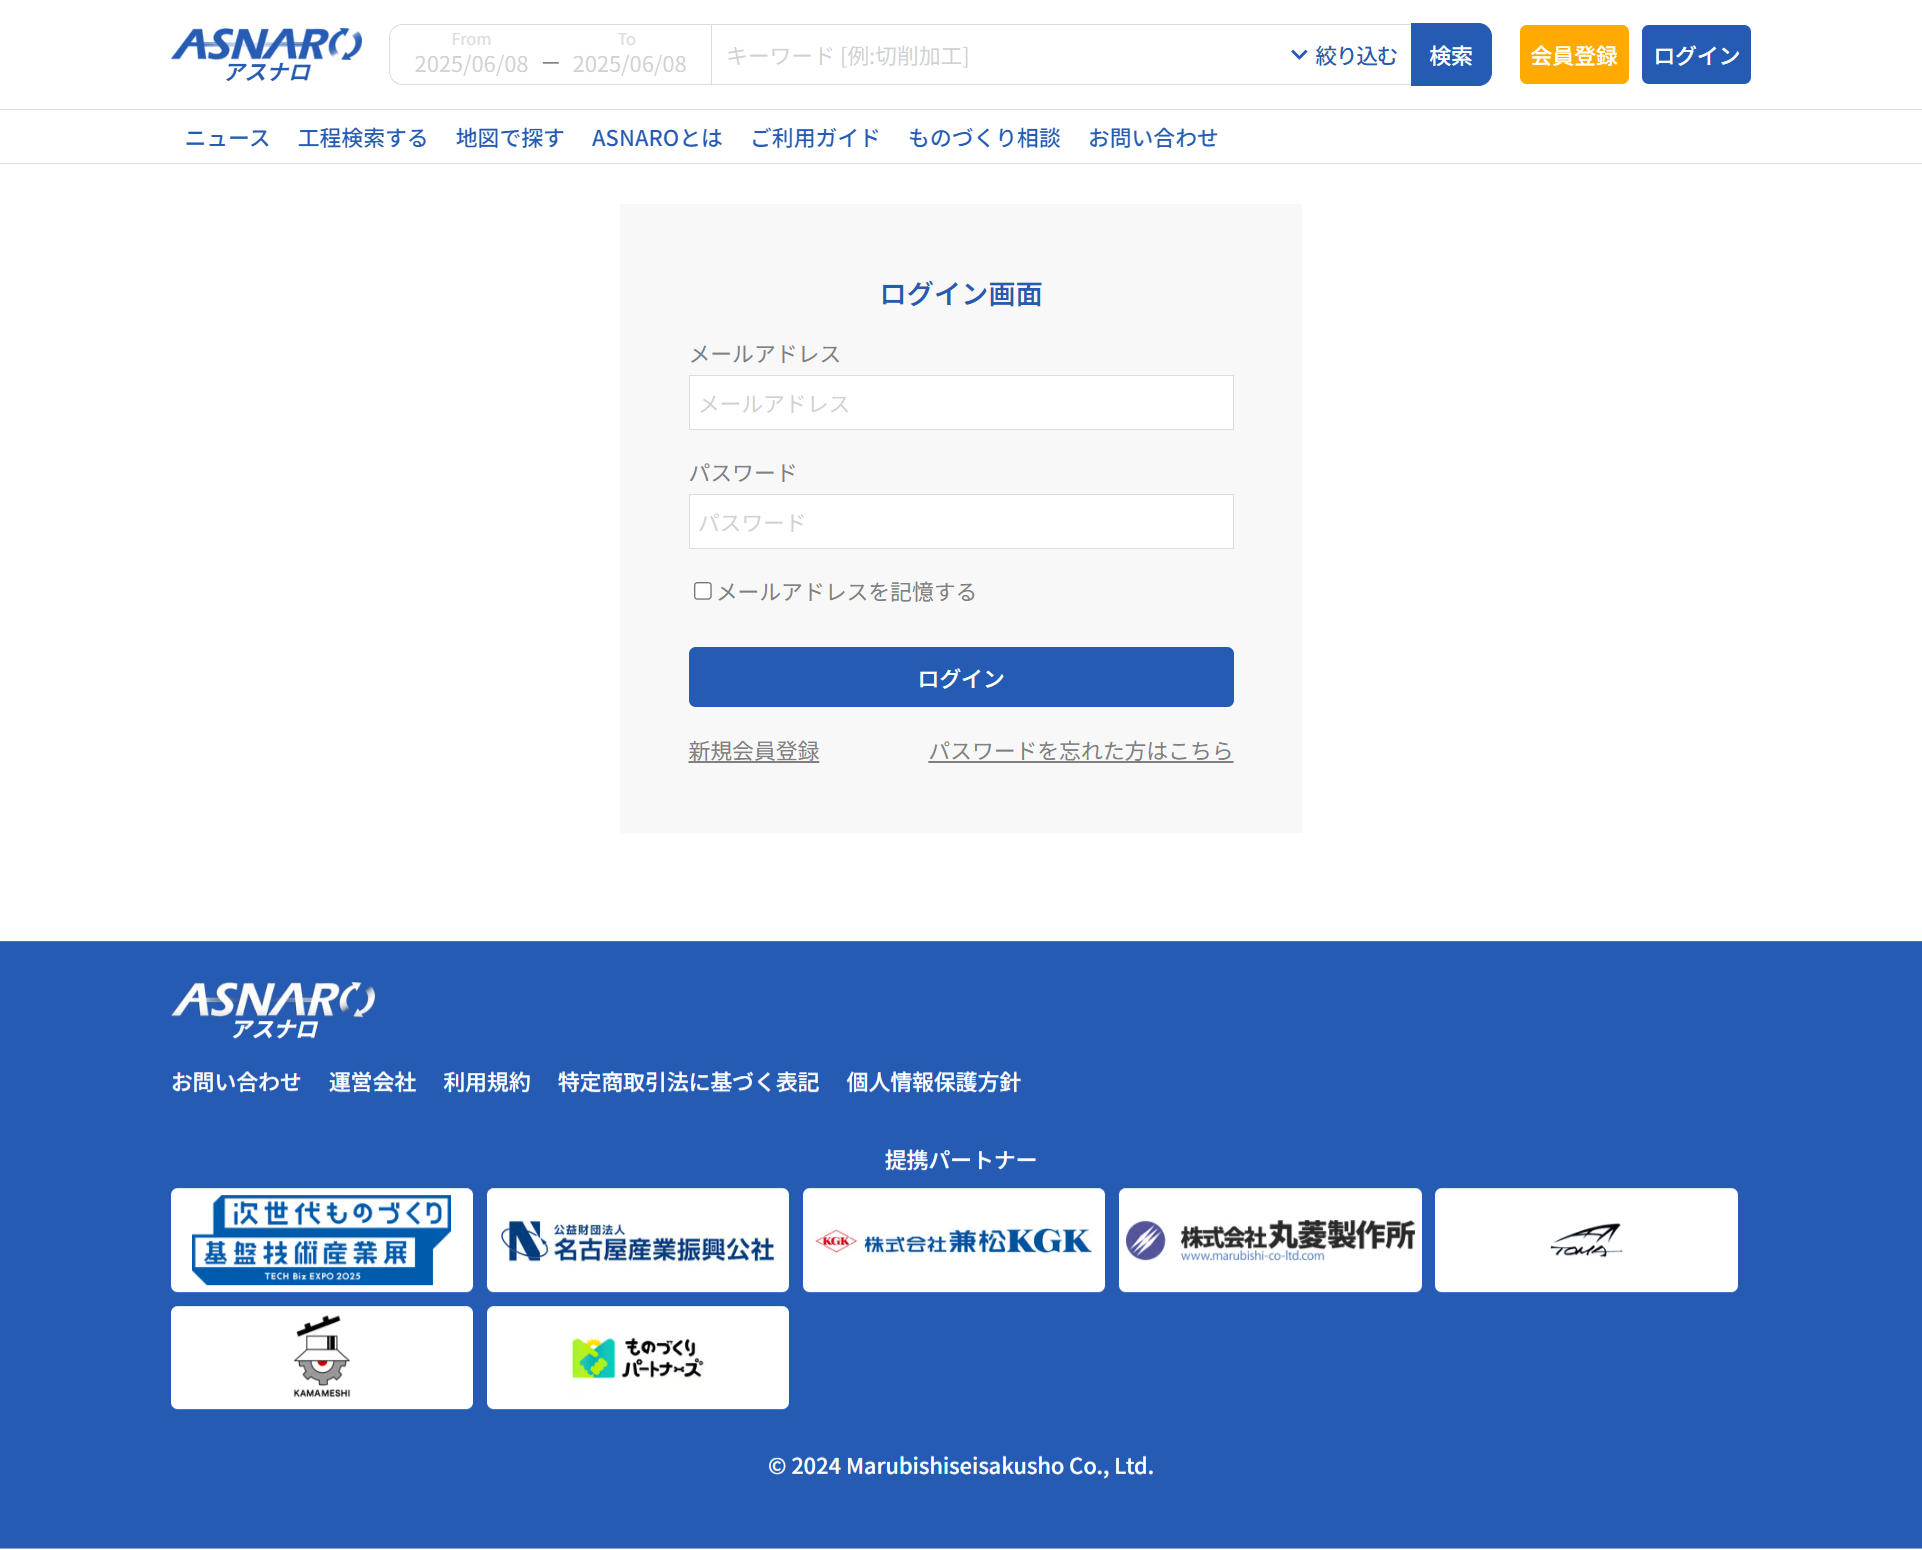 ASNARO
アスナロ
From To
2025/06/08 ー 2025/06/08
キーワード [例:切削加工]
絞り込む
検索
会員登録
ログイン
ニュース 工程検索する 地図で探す ASNAROとは ご利用ガイド ものづくり相談 お問い合わせ
ログイン画面
メールアドレス
メールアドレス
パスワード
パスワード
メールアドレスを記憶する
ログイン
新規会員登録 パスワードを忘れた方はこちら
ASNARO
アスナロ
お問い合わせ 運営会社 利用規約 特定商取引法に基づく表記 個人情報保護方針
提携パートナー
次世代ものづくり
基盤技術産業展
TECH Biz EXPO 2025
公益財団法人
名古屋産業振興公社
KGK 株式会社兼松KGK
株式会社丸菱製作所
www.marubishi-co-ltd.com
TOMA
KAMAMESHI
ものづくり
パートナーズ
© 2024 Marubishiseisakusho Co., Ltd.